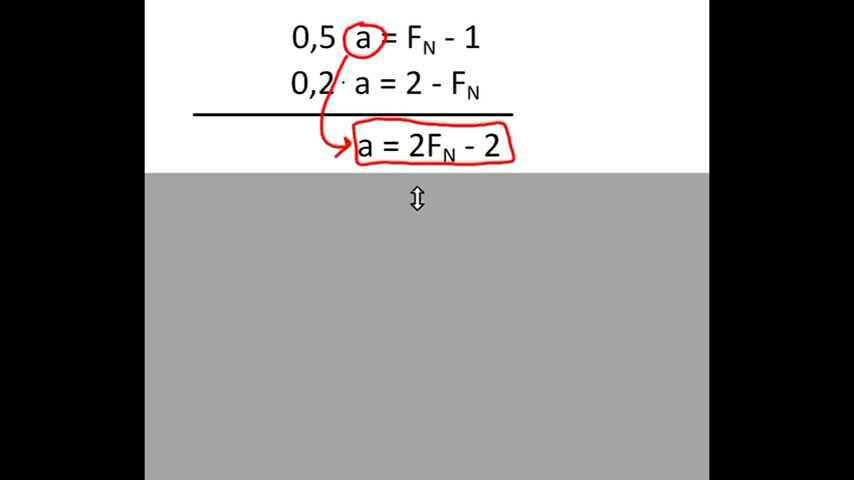 0,5 a = F_N - 1
0,2 · a = 2 - F_N
a = 2F_N - 2